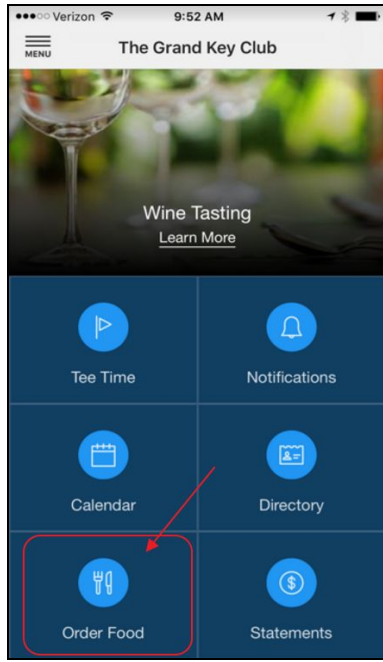 Verizon 9:52 AM
MENU The Grand Key Club
Wine Tasting
Learn More
Tee Time Notifications
Calendar Directory
Order Food Statements